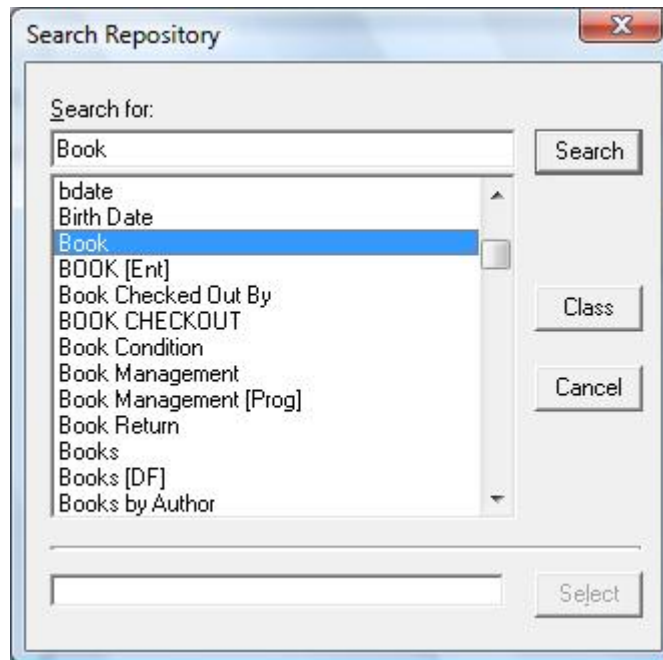 Search Repository
Search for:
Book
Search
bdate
Birth Date
Book
BOOK [Ent]
Book Checked Out By
BOOK CHECKOUT
Book Condition
Book Management
Book Management [Prog]
Book Return
Books
Books [DF]
Books by Author
Class
Cancel
Select